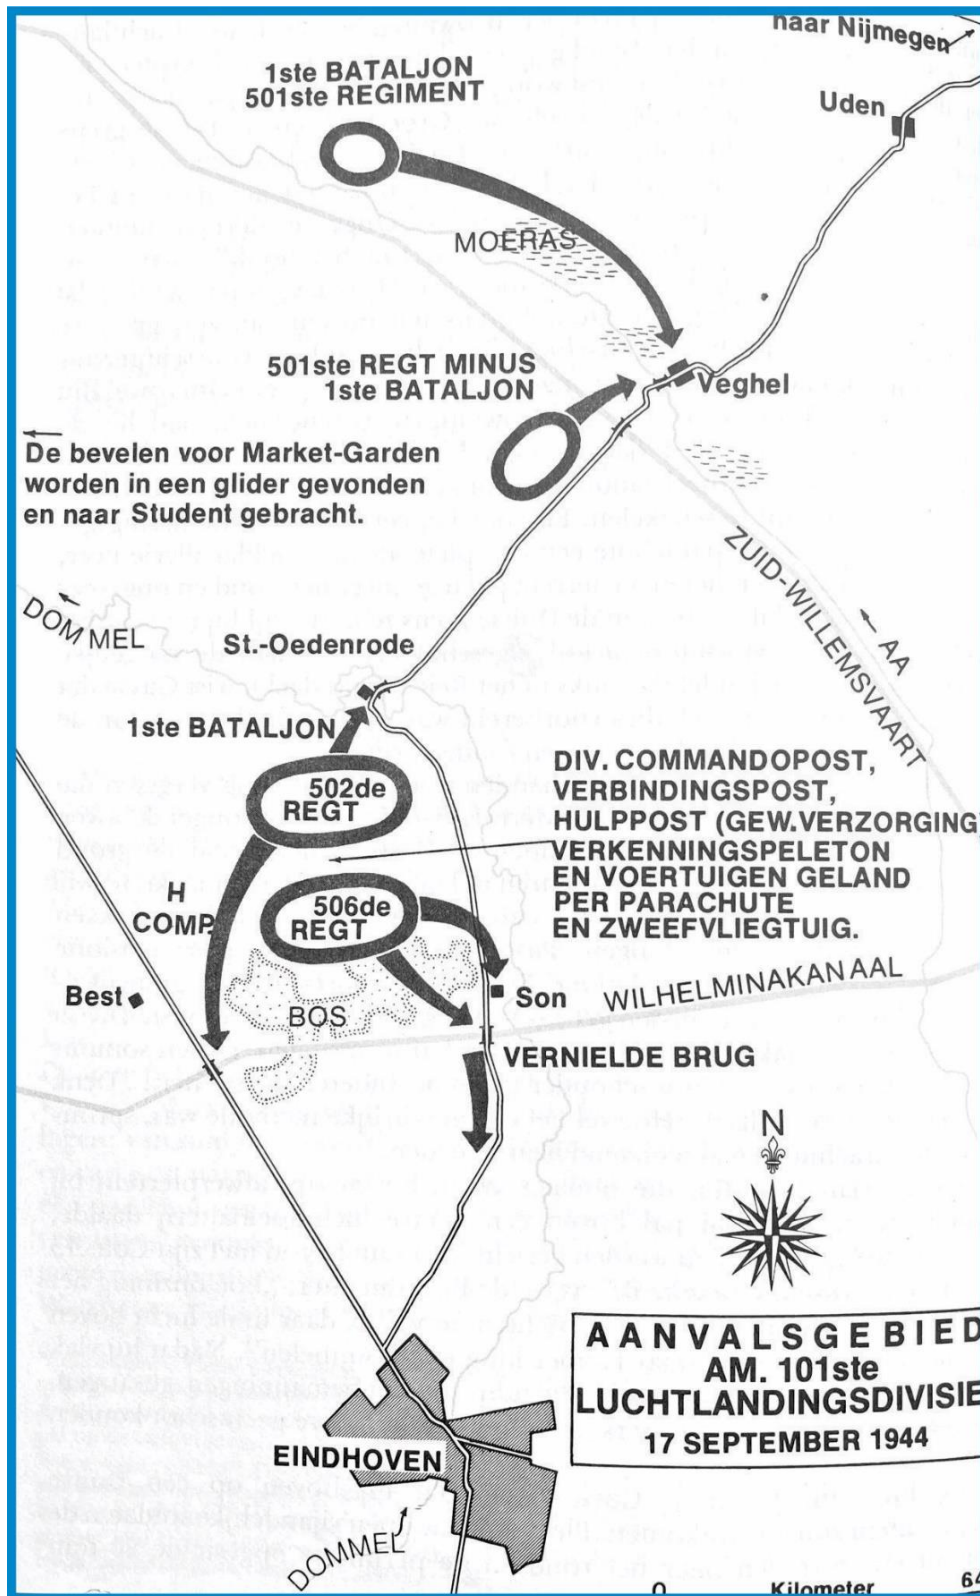 naar Nijmegen
1ste BATALJON
501ste REGIMENT
Uden
MOERAS
501ste REGT MINUS
1ste BATALJON
Veghel
De bevelen voor Market-Garden
worden in een glider gevonden
en naar Student gebracht.
ZUID-WILLEMSVAART
AA
DOMMEL
St.-Oedenrode
1ste BATALJON
502de
REGT
DIV. COMMANDOPOST,
VERBINDINGSPOST,
HULPPOST (GEW.VERZORGING)
VERKENNINGSPELETON
EN VOERTUIGEN GELAND
PER PARACHUTE
EN ZWEEFVLIEGTUIG.
H
COMP.
506de
REGT
Best
BOS
Son
WILHELMINAKANAAL
VERNIELDE BRUG
N
AANVALSGEBIED
AM. 101ste
LUCHTLANDINGSDIVISIE
17 SEPTEMBER 1944
EINDHOVEN
DOMMEL
0 Kilometer 64